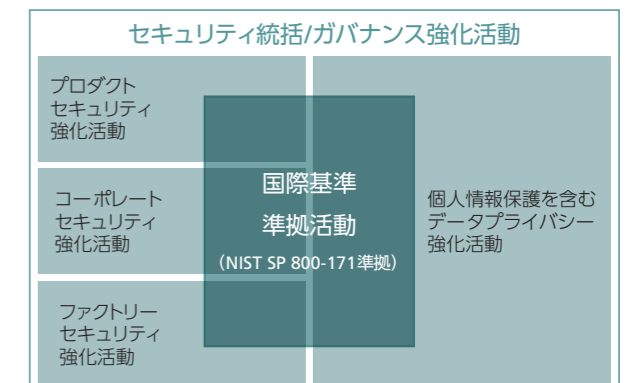 セキュリティ統括/ガバナンス強化活動
プロダクト
セキュリティ
強化活動
コーポレート
セキュリティ
強化活動
ファクトリー
セキュリティ
強化活動
国際基準
準拠活動
（NIST SP 800-171準拠）
個人情報保護を含む
データプライバシー
強化活動